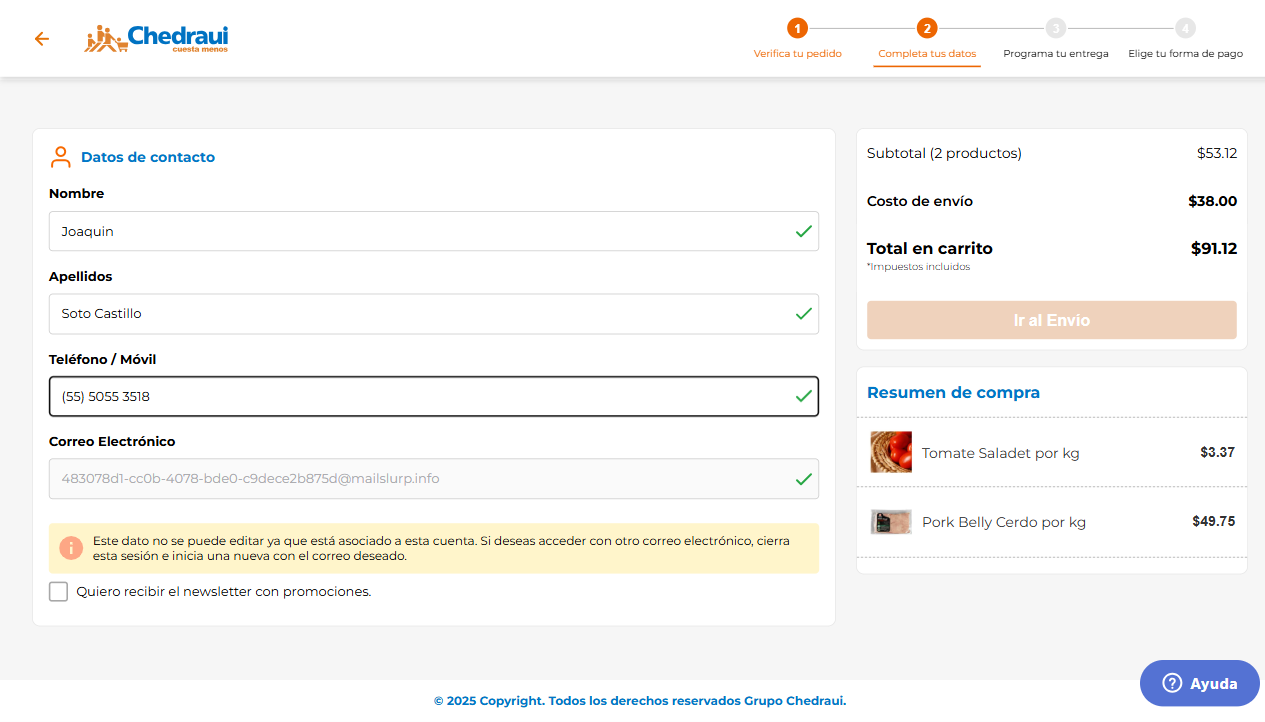 Chedraui
cuesta menos
1
2
3
4
Verifica tu pedido
Completa tus datos
Programa tu entrega
Elige tu forma de pago
Datos de contacto
Nombre
Joaquin
Apellidos
Soto Castillo
Teléfono / Móvil
(55) 5055 3518
Correo Electrónico
483078d1-cc0b-4078-bde0-c9dece2b875d@mailslurp.info
Este dato no se puede editar ya que está asociado a esta cuenta. Si deseas acceder con otro correo electrónico, cierra
esta sesión e inicia una nueva con el correo deseado.
Quiero recibir el newsletter con promociones.
Subtotal (2 productos) $53.12
Costo de envío $38.00
Total en carrito $91.12
*Impuestos incluidos
Ir al Envio
Resumen de compra
Tomate Saladet por kg $3.37
Pork Belly Cerdo por kg $49.75
Ayuda
© 2025 Copyright. Todos los derechos reservados Grupo Chedraui.